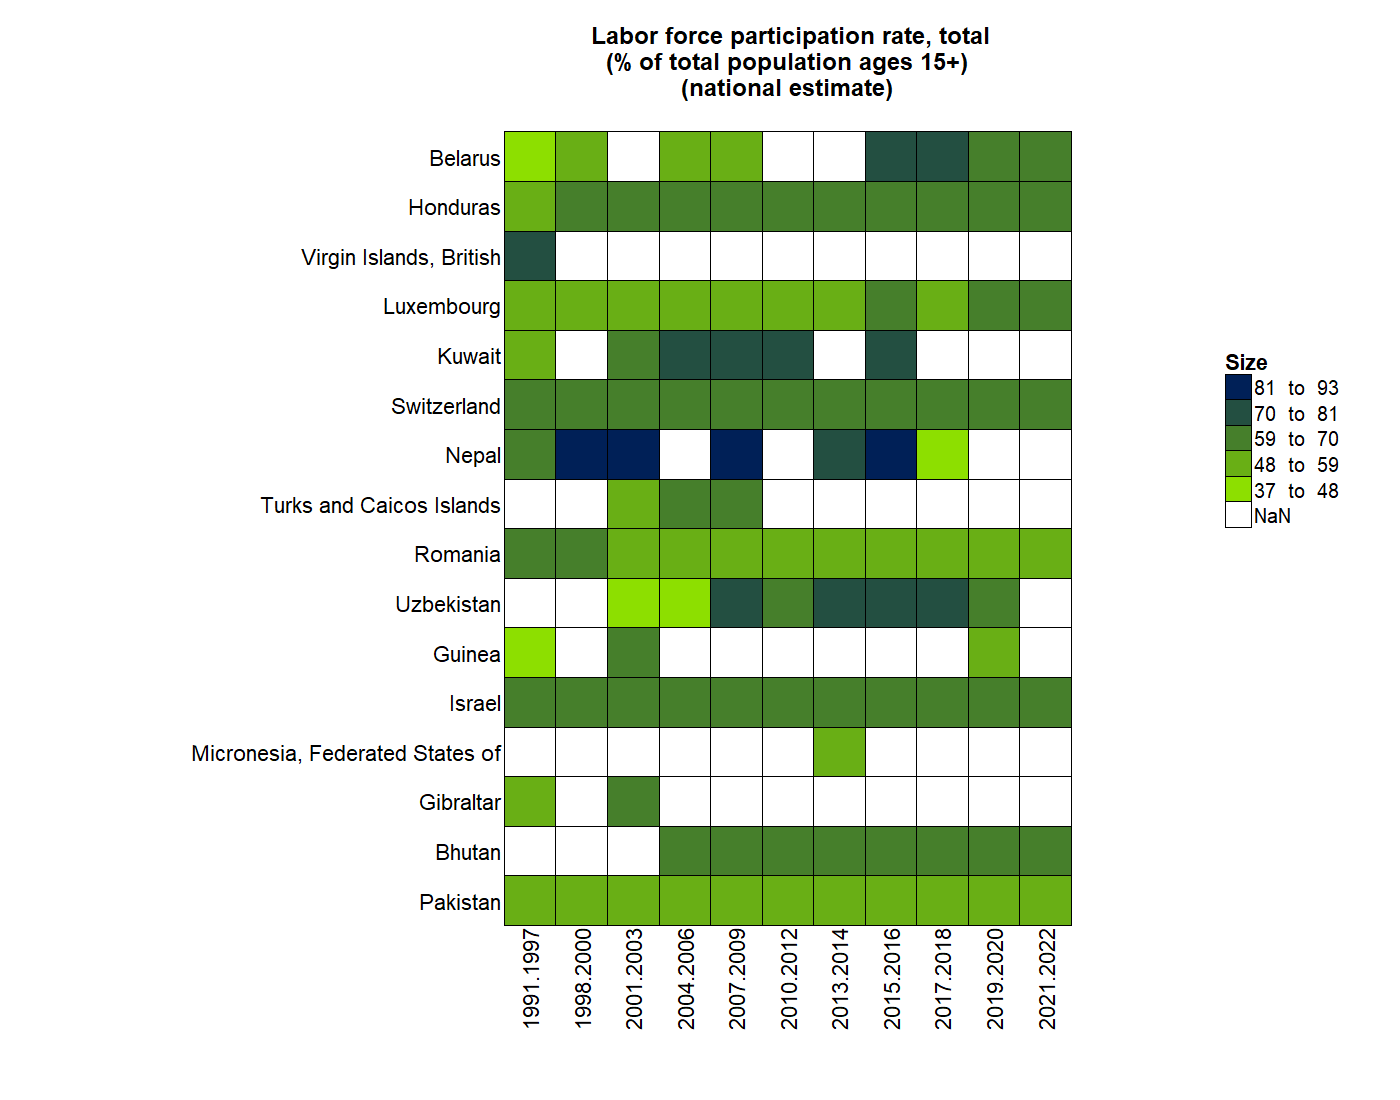 Labor force participation rate, total
(% of total population ages 15+)
(national estimate)
Belarus
Honduras
Virgin Islands, British
Luxembourg
Kuwait
Switzerland
Nepal
Turks and Caicos Islands
Romania
Uzbekistan
Guinea
Israel
Micronesia, Federated States of
Gibraltar
Bhutan
Pakistan
1991.1997
1998.2000
2001.2003
2004.2006
2007.2009
2010.2012
2013.2014
2015.2016
2017.2018
2019.2020
2021.2022
Size
81 to 93
70 to 81
59 to 70
48 to 59
37 to 48
NaN